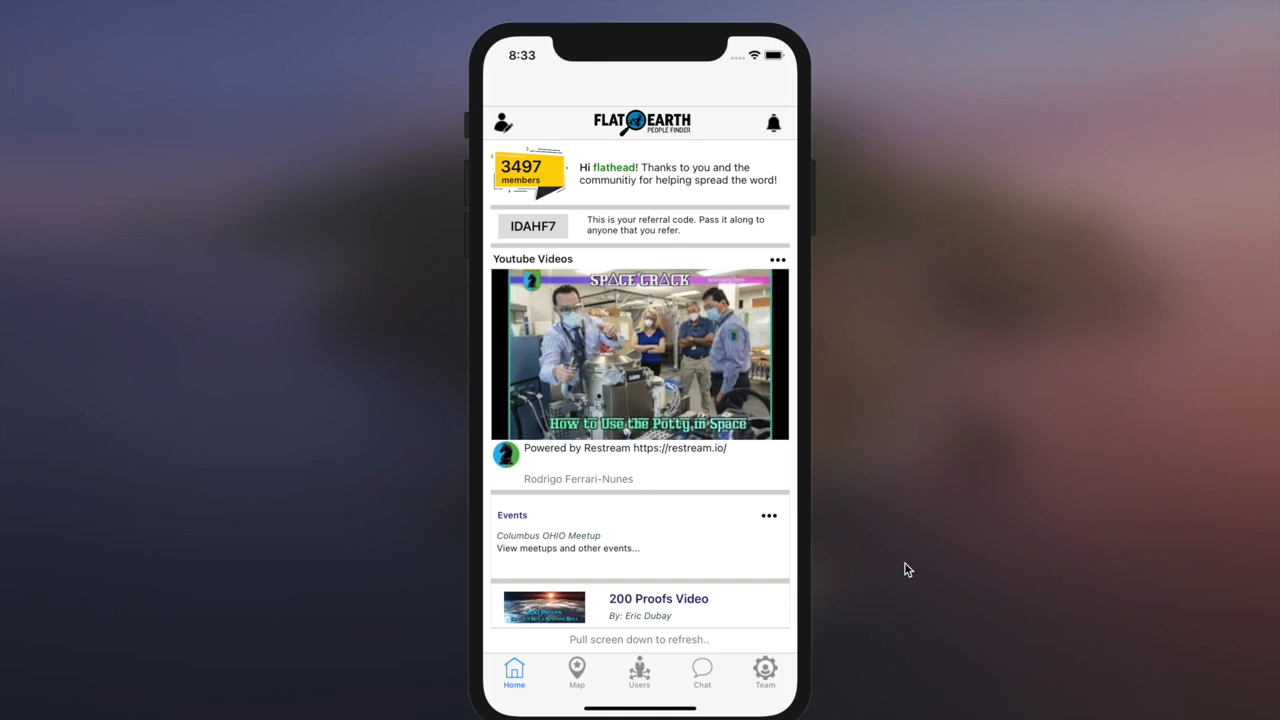 8:33
FLAT EARTH
PEOPLE FINDER
3497
members
Hi flathead! Thanks to you and the
communitiy for helping spread the word!
IDAHF7
This is your referral code. Pass it along to
anyone that you refer.
Youtube Videos
SPACE CRACK
How to Use the Potty in Space
Powered by Restream https://restream.io/
Rodrigo Ferrari-Nunes
Events
Columbus OHIO Meetup
View meetups and other events...
200 Proofs
200 Proofs Video
By: Eric Dubay
Pull screen down to refresh..
Home
Map
Users
Chat
Team